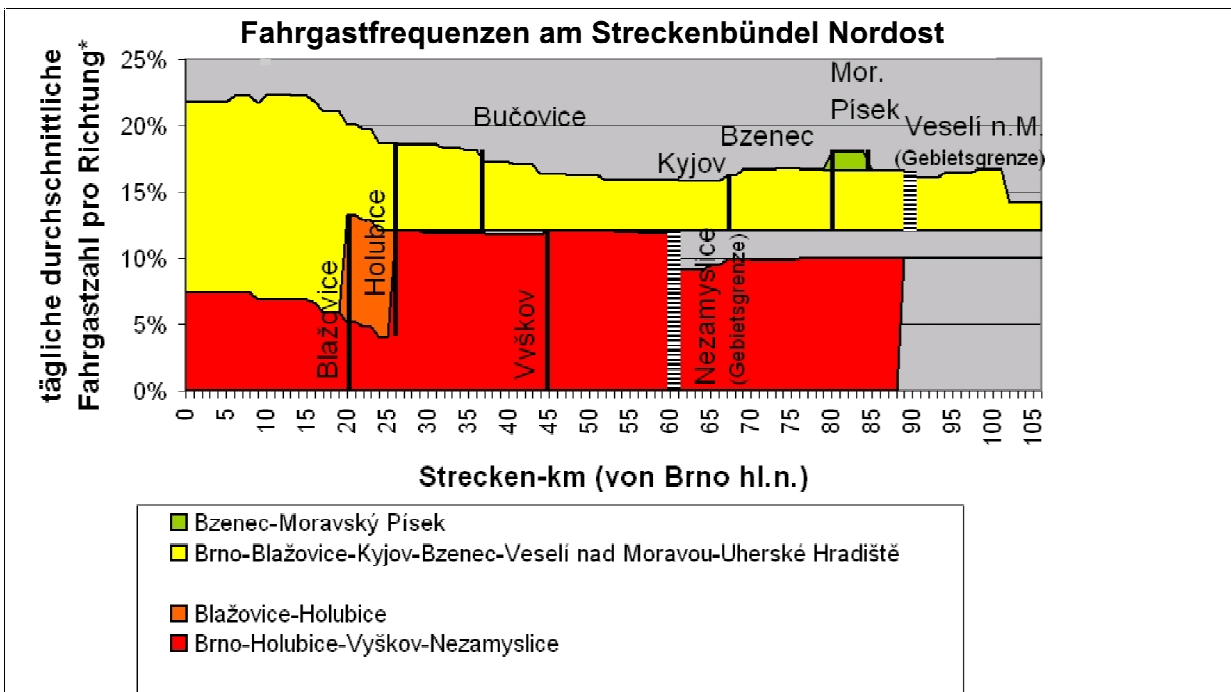 Fahrgastfrequenzen am Streckenbündel Nordost
tägliche durchschnittliche
Fahrgastzahl pro Richtung*
25%
20%
15%
10%
5%
0%
Blažovice
Holubice
Bučovice
Vyškov
Kyjov
Nezamyslice
(Gebietsgrenze)
Bzenec
Mor.
Písek
Veselí n.M.
(Gebietsgrenze)
0 5 10 15 20 25 30 35 40 45 50 55 60 65 70 75 80 85 90 95 100 105
Strecken-km (von Brno hl.n.)
Bzenec-Moravský Písek
Brno-Blažovice-Kyjov-Bzenec-Veselí nad Moravou-Uherské Hradiště
Blažovice-Holubice
Brno-Holubice-Vyškov-Nezamyslice